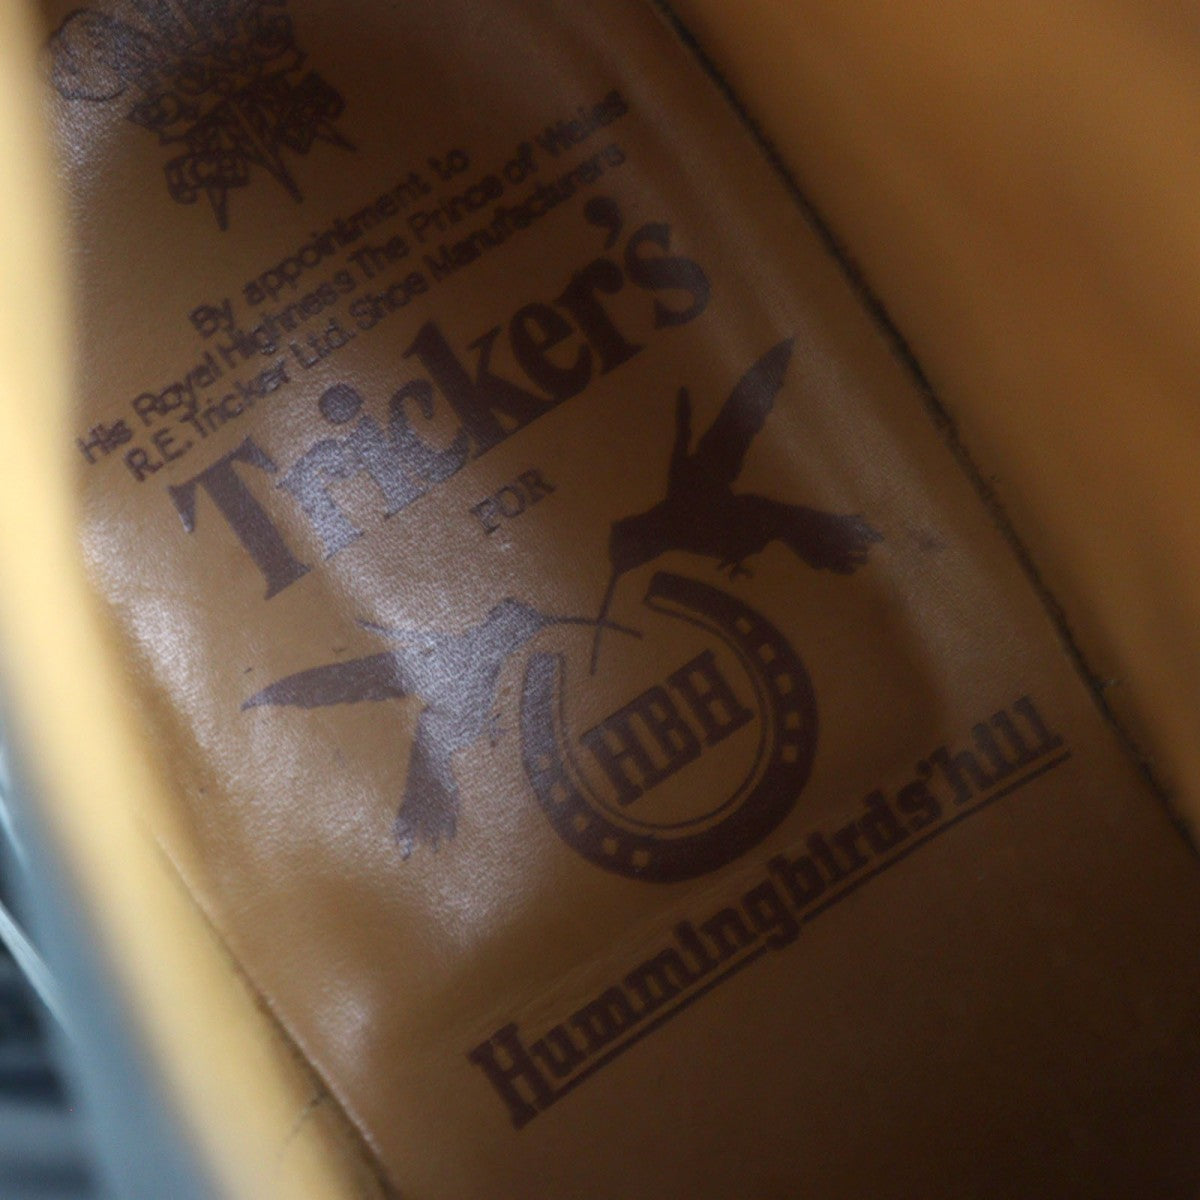 By appointment to
His Royal Highness The Prince of Wales
R.E. Tricker Ltd. Shoe Manufacturers
Tricker's
FOR
HBH
Hummingbirds'hill